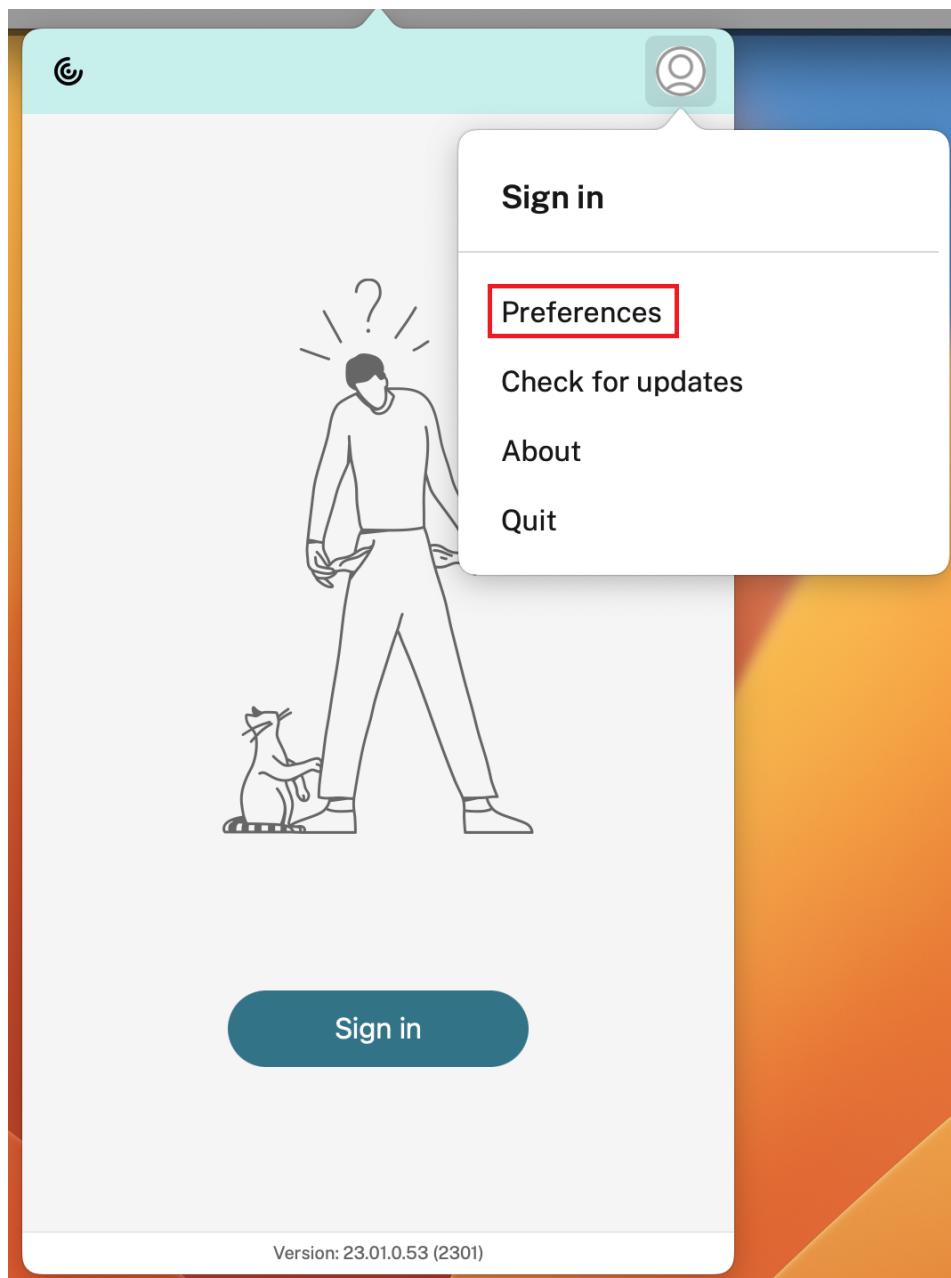 Sign in
Preferences
Check for updates
About
Quit
?
Sign in
Version: 23.01.0.53 (2301)